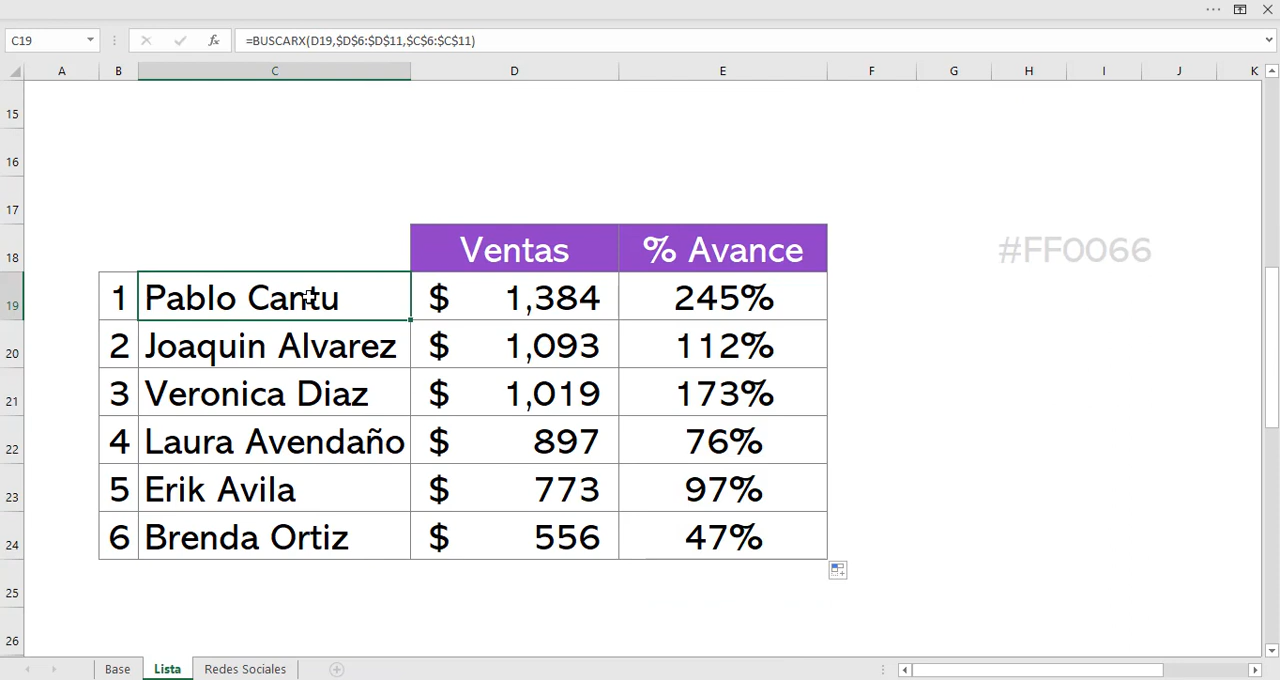 C19 fx =BUSCARX(D19,$D$6:$D$11,$C$6:$C$11)
A B C D E F G H I J K
15
16
17
18 Ventas % Avance #FF0066
19 1 Pablo Cantu $ 1,384 245%
20 2 Joaquin Alvarez $ 1,093 112%
21 3 Veronica Diaz $ 1,019 173%
22 4 Laura Avendaño $ 897 76%
23 5 Erik Avila $ 773 97%
24 6 Brenda Ortiz $ 556 47%
25
26
Base Lista Redes Sociales